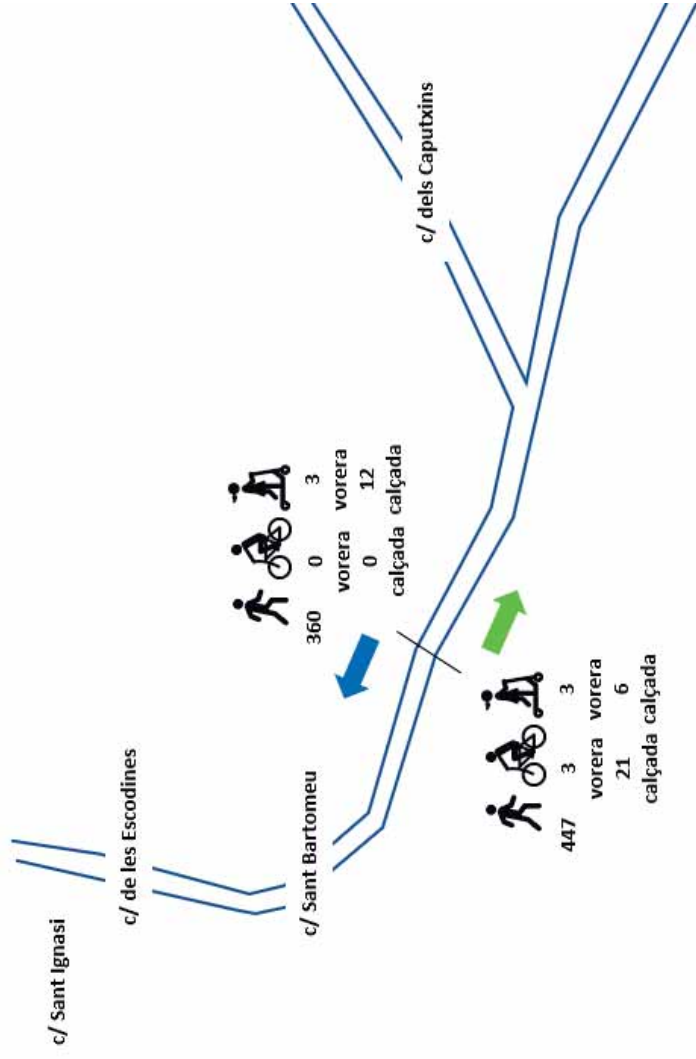 c/ Sant Ignasi
c/ de les Escodines
c/ Sant Bartomeu
360 0 3
vorera vorera
0 12
calçada calçada
c/ dels Caputxins
447 3 3
vorera vorera
21 6
calçada calçada